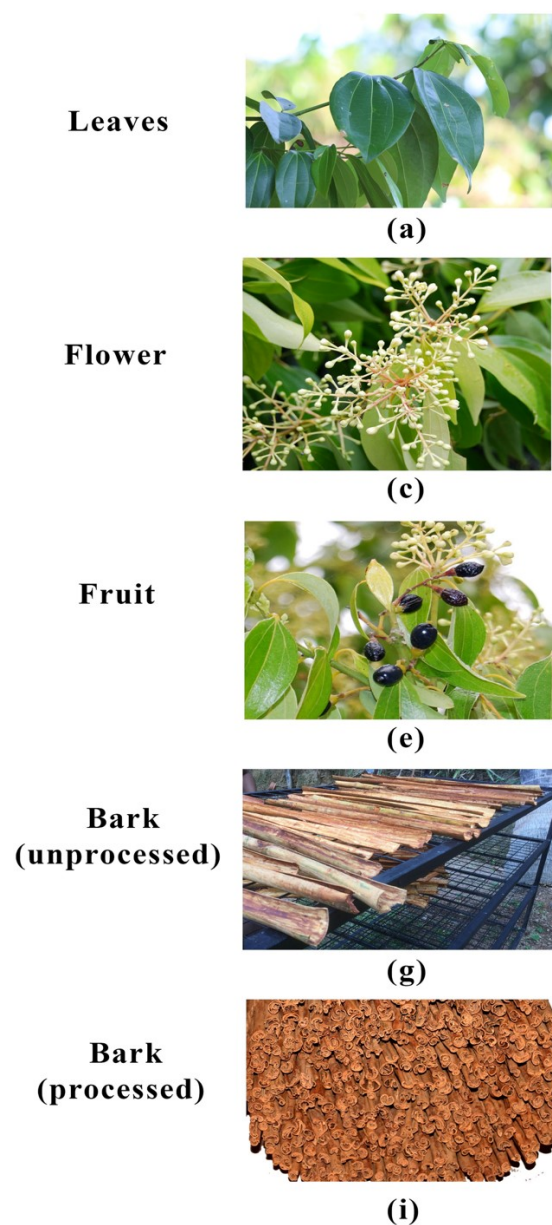 Leaves
(a)
Flower
(c)
Fruit
(e)
Bark
(unprocessed)
(g)
Bark
(processed)
(i)